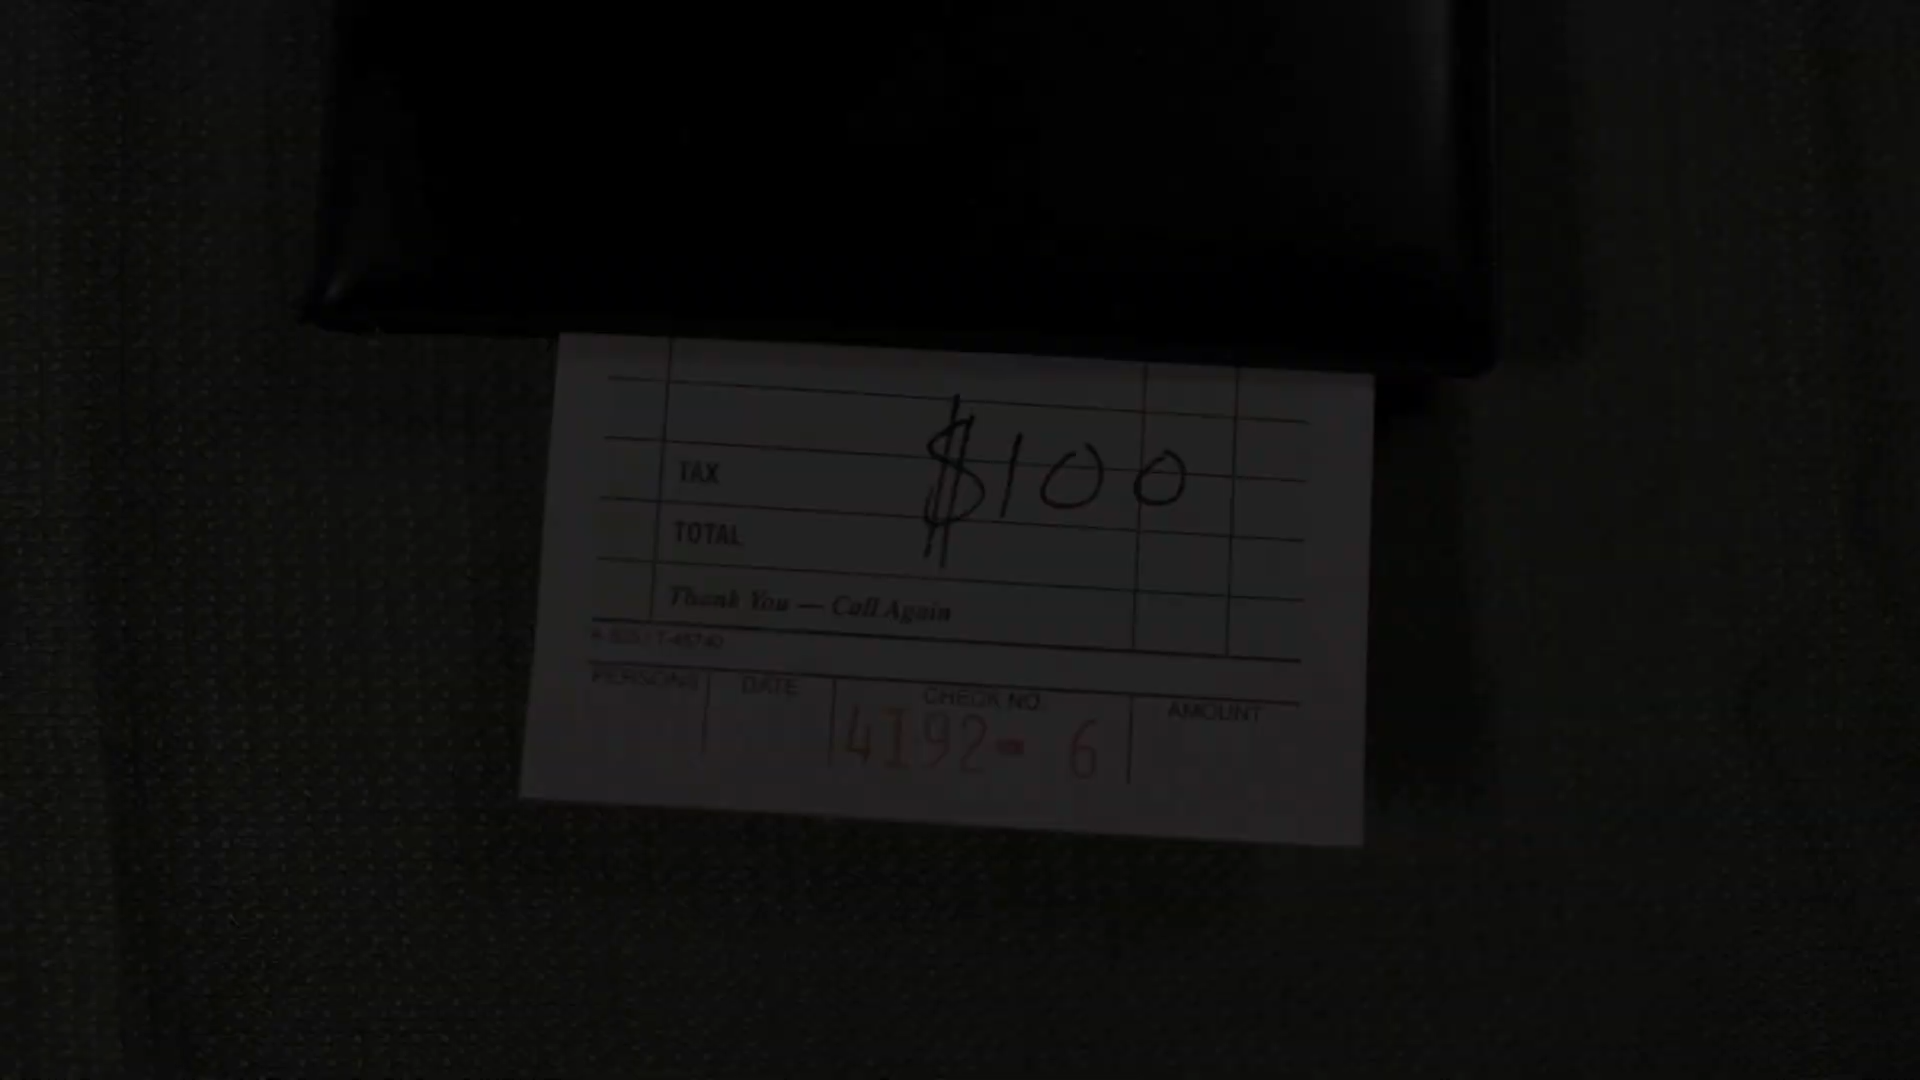 $100
TAX
TOTAL
Thank You — Call Again
PERSONS DATE CHECK NO. AMOUNT
4192- 6